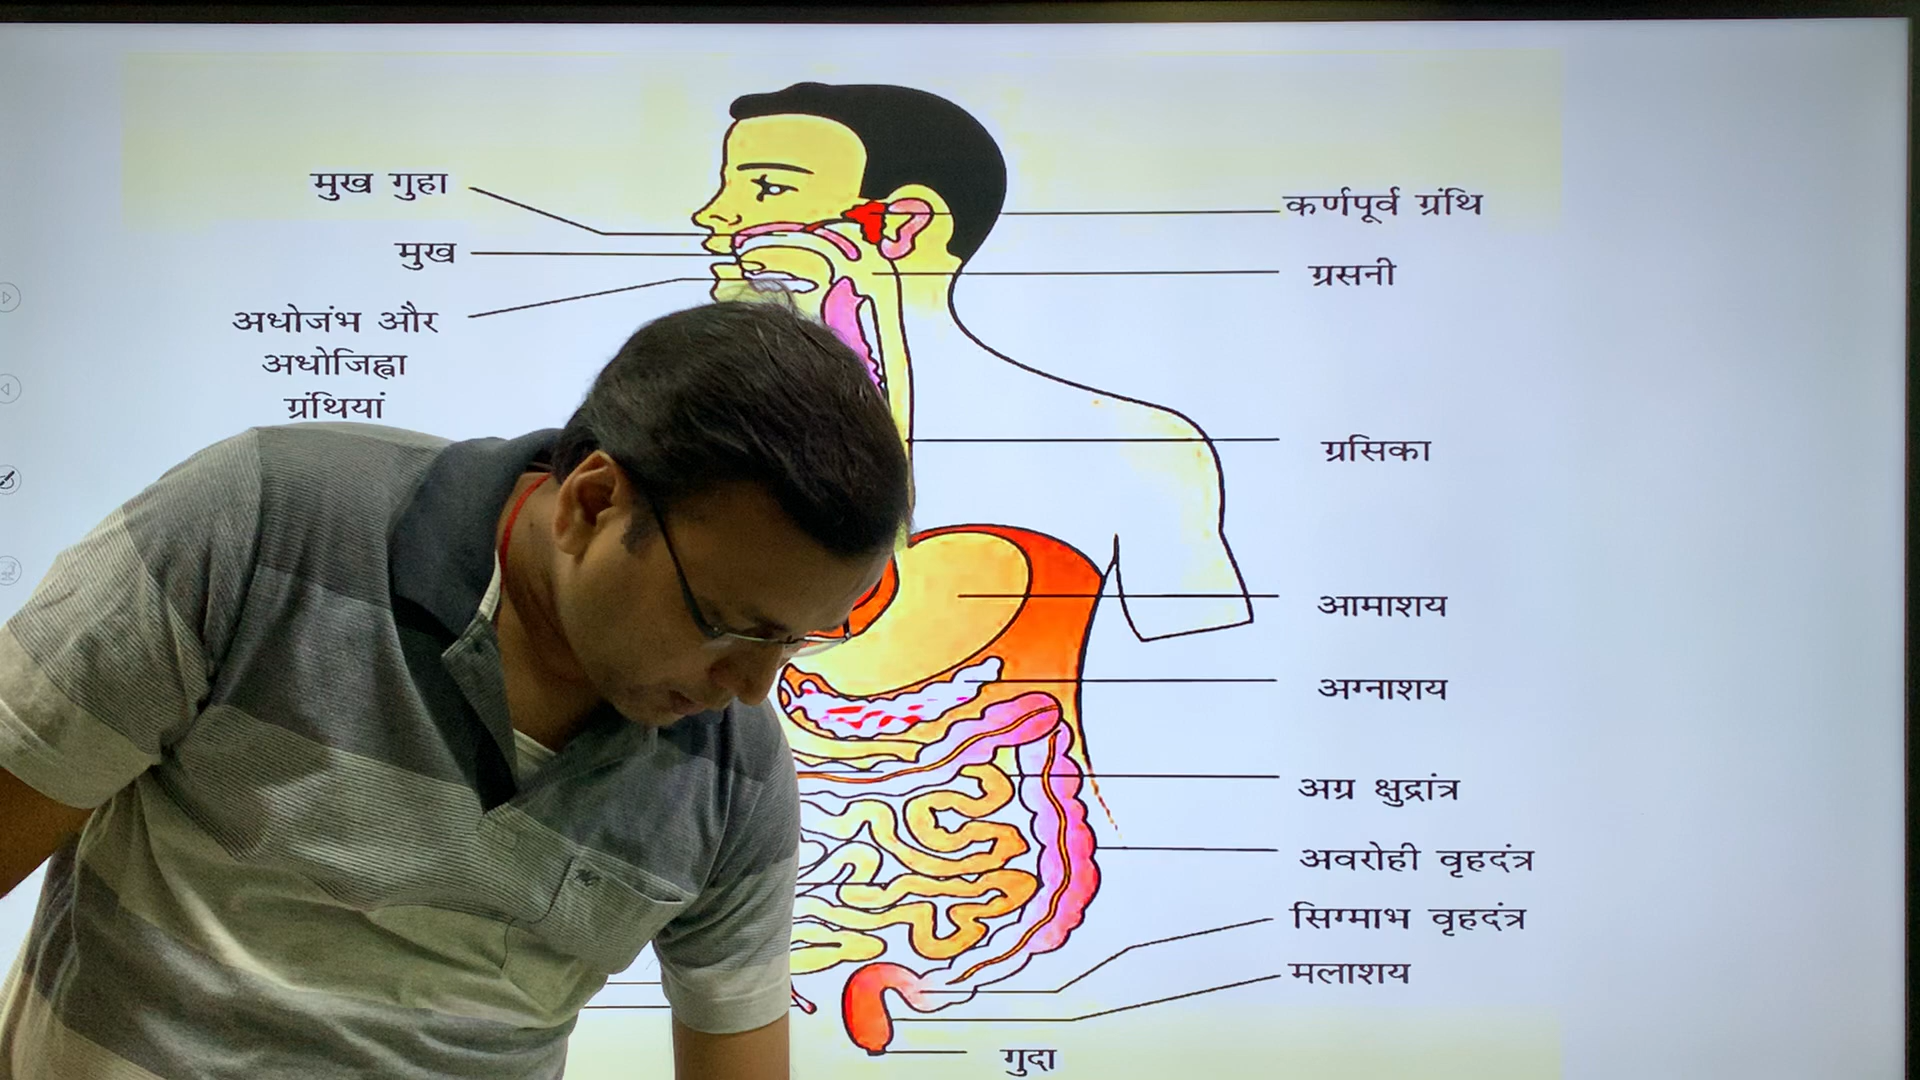 मुख गुहा
मुख
अधोजंभ और
अधोजिह्वा
ग्रंथियां
कर्णपूर्व ग्रंथि
ग्रसनी
ग्रसिका
आमाशय
अग्नाशय
अग्र क्षुद्रांत्र
अवरोही वृहदंत्र
सिग्माभ वृहदंत्र
मलाशय
गुदा